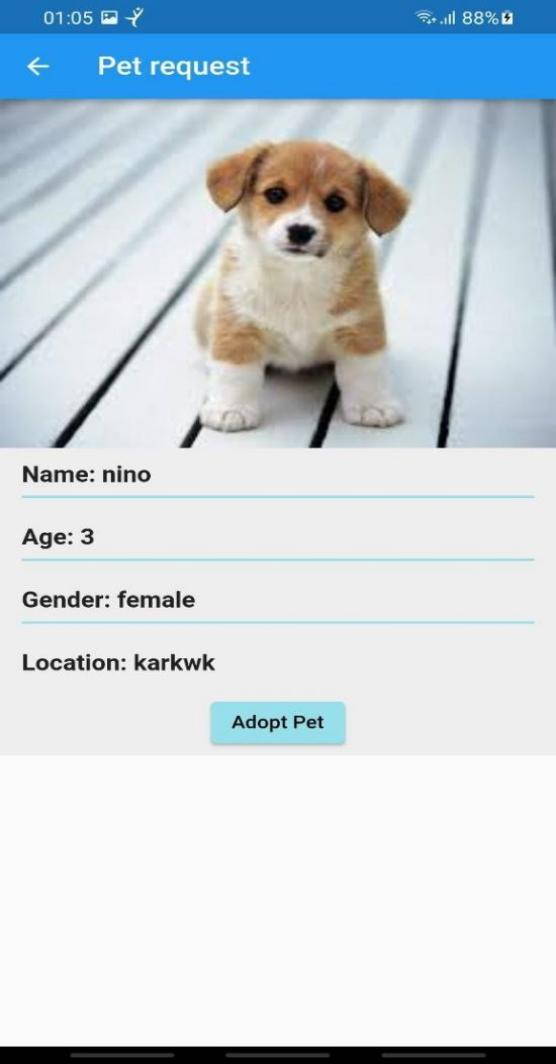 01:05 88%
Pet request
Name: nino
Age: 3
Gender: female
Location: karkwk
Adopt Pet